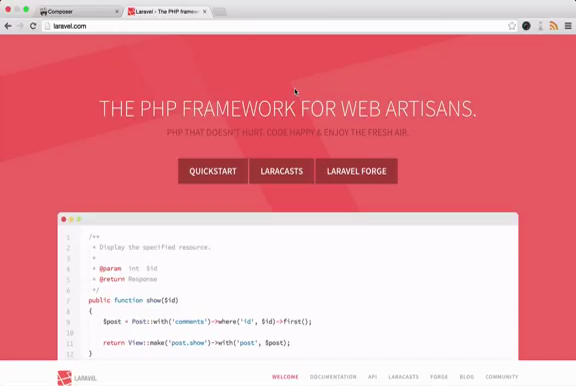 Composer
Laravel - The PHP framew
laravel.com
THE PHP FRAMEWORK FOR WEB ARTISANS.
PHP THAT DOESN'T HURT. CODE HAPPY & ENJOY THE FRESH AIR.
QUICKSTART LARACASTS LARAVEL FORGE
1 /**
2 * Display the specified resource.
3 *
4 * @param int $id
5 * @return Response
6 */
7 public function show($id)
8 {
9 $post = Post::with('comments')->where('id', $id)->first();
10
11 return View::make('post.show')->with('post', $post);
12 }
LARAVEL WELCOME DOCUMENTATION API LARACASTS FORGE BLOG COMMUNITY